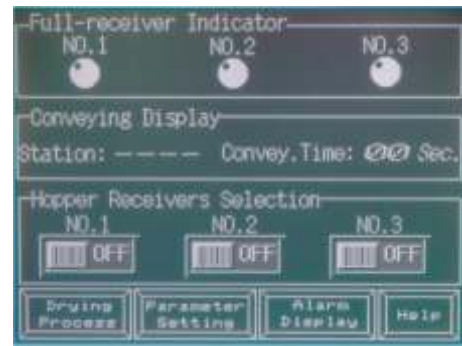 Full-receiver Indicator
NO.1 NO.2 NO.3
Conveying Display
Station: ---- Convey.Time: 00 Sec.
Hopper Receivers Selection
NO.1 NO.2 NO.3
OFF OFF OFF
Drying Process Parameter Setting Alarm Display Help